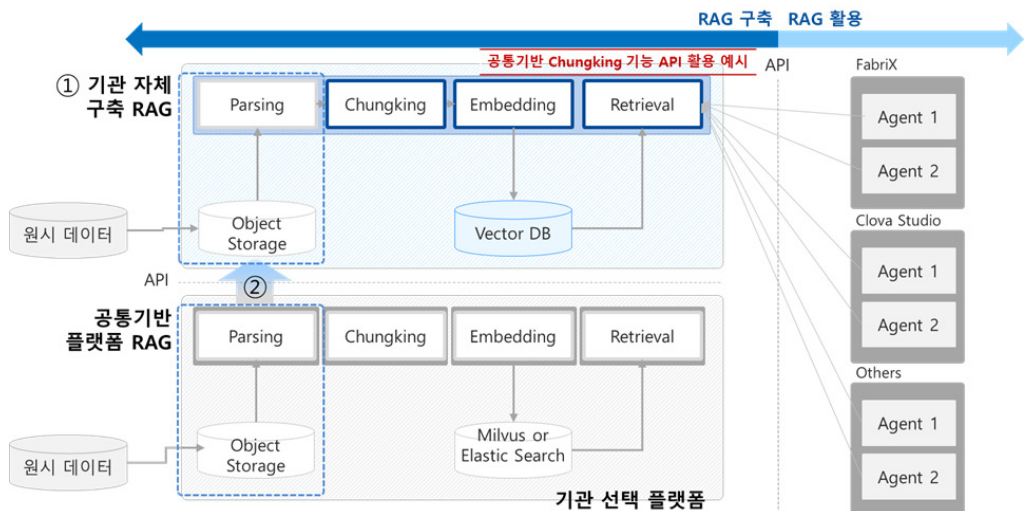 RAG 구축 RAG 활용
공통기반 Chungking 기능 API 활용 예시
API
① 기관 자체
구축 RAG
Parsing
Chungking
Embedding
Retrieval
원시 데이터
Object
Storage
Vector DB
FabriX
Agent 1
Agent 2
Clova Studio
Agent 1
Agent 2
Others
Agent 1
Agent 2
API
②
공통기반
플랫폼 RAG
Parsing
Chungking
Embedding
Retrieval
원시 데이터
Object
Storage
Milvus or
Elastic Search
기관 선택 플랫폼